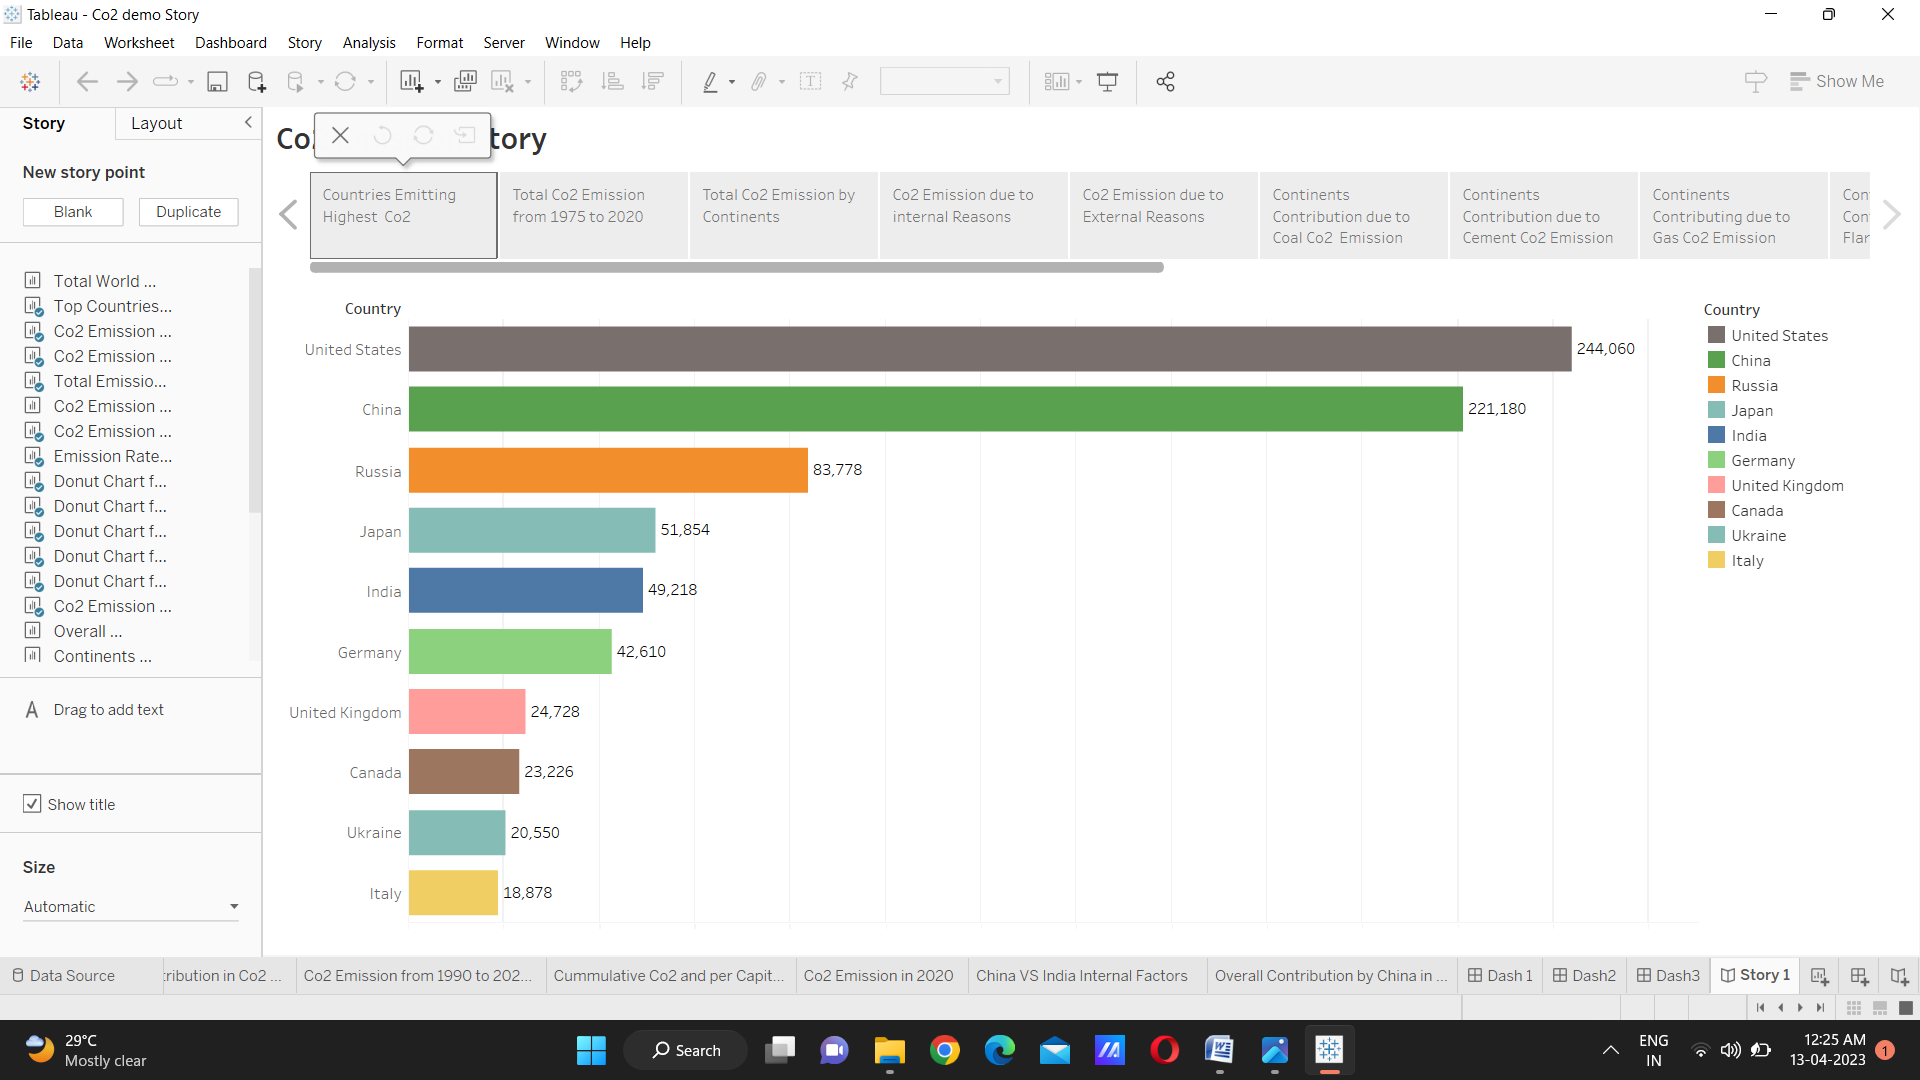 Tableau - Co2 demo Story
File Data Worksheet Dashboard Story Analysis Format Server Window Help
Show Me
Story
Layout
New story point
Blank
Duplicate
Total World ...
Top Countries...
Co2 Emission ...
Co2 Emission ...
Total Emissio...
Co2 Emission ...
Co2 Emission ...
Emission Rate...
Donut Chart f...
Donut Chart f...
Donut Chart f...
Donut Chart f...
Donut Chart f...
Co2 Emission ...
Overall ...
Continents ...
Drag to add text
Show title
Size
Automatic
Countries Emitting
Highest Co2
Total Co2 Emission
from 1975 to 2020
Total Co2 Emission by
Continents
Co2 Emission due to
internal Reasons
Co2 Emission due to
External Reasons
Continents
Contribution due to
Coal Co2 Emission
Continents
Contribution due to
Cement Co2 Emission
Continents
Contributing due to
Gas Co2 Emission
Country
United States 244,060
China 221,180
Russia 83,778
Japan 51,854
India 49,218
Germany 42,610
United Kingdom 24,728
Canada 23,226
Ukraine 20,550
Italy 18,878
Country
United States
China
Russia
Japan
India
Germany
United Kingdom
Canada
Ukraine
Italy
Data Source
tribution in Co2 ...
Co2 Emission from 1990 to 202...
Cummulative Co2 and per Capit...
Co2 Emission in 2020
China VS India Internal Factors
Overall Contribution by China in ...
Dash 1
Dash2
Dash3
Story 1
29°C
Mostly clear
Search
ENG
IN
12:25 AM
13-04-2023
1